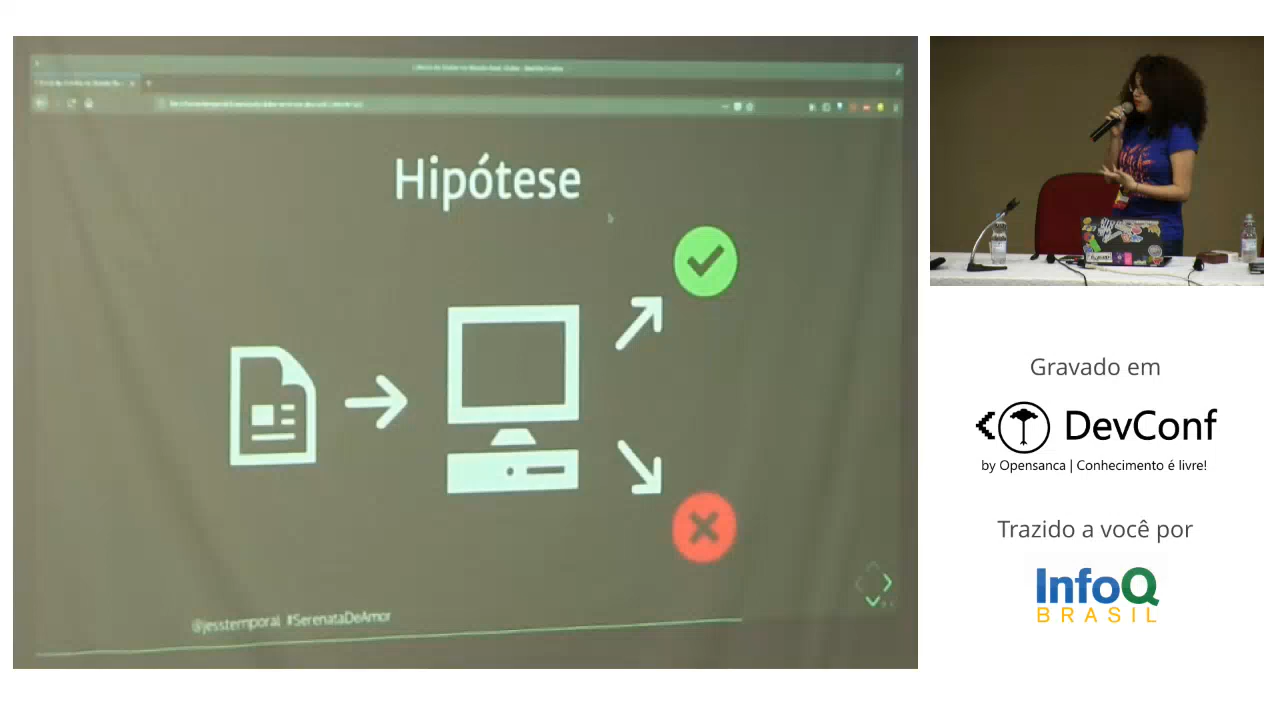 Hipótese
@jesstemporal #SerenataDeAmor
Gravado em
DevConf
by Opensanca | Conhecimento é livre!
Trazido a você por
InfoQ
BRASIL